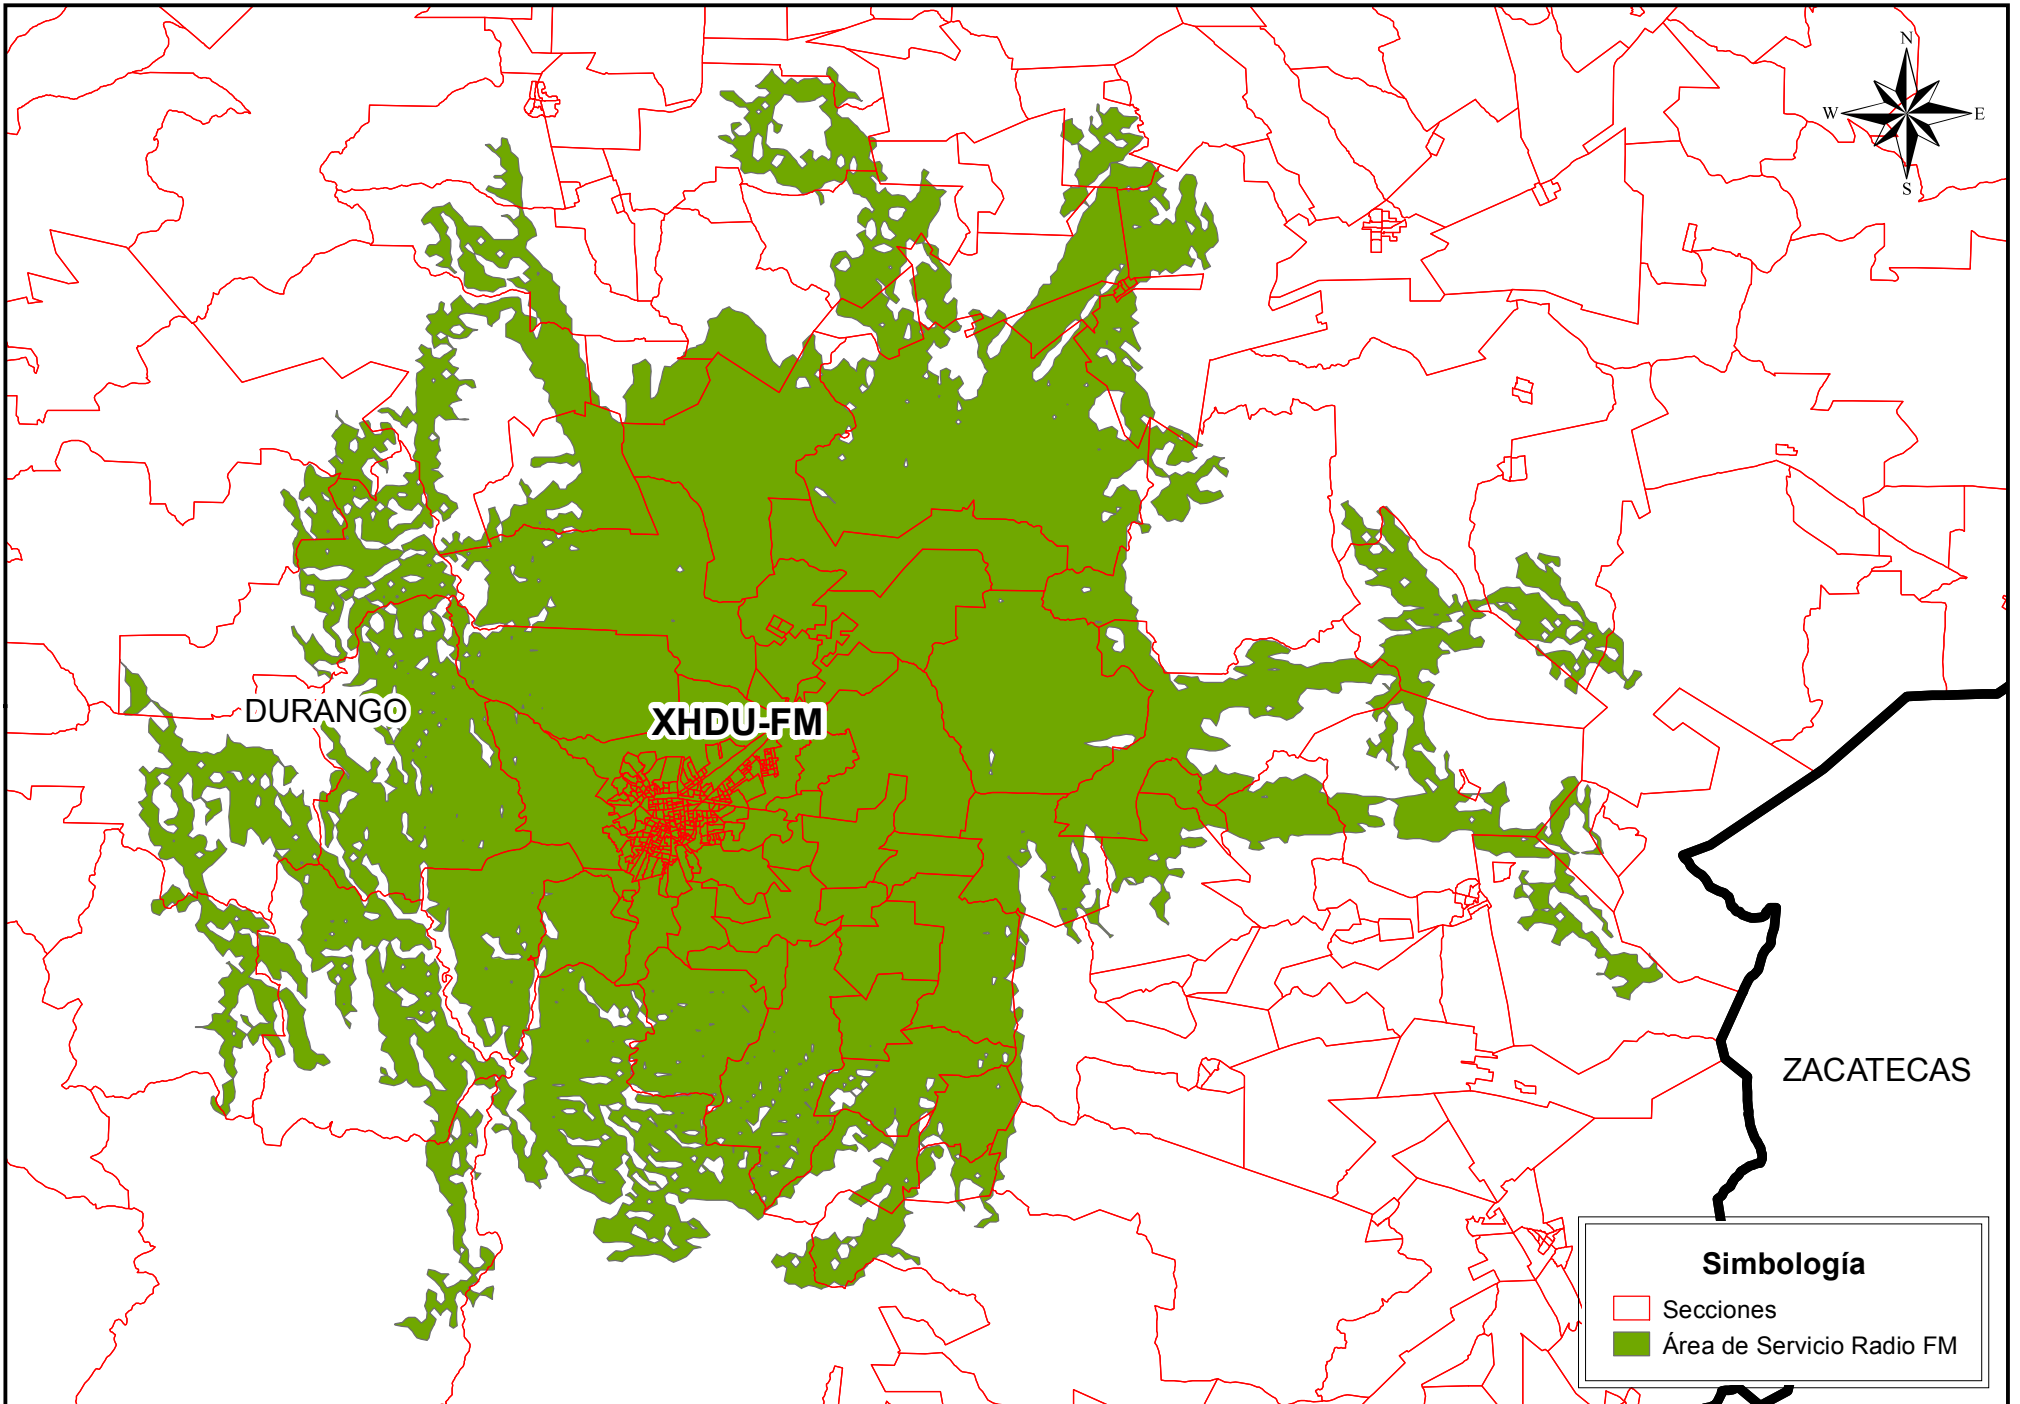 N
W
E
S
DURANGO
XHDU-FM
ZACATECAS
Simbología
Secciones
Área de Servicio Radio FM